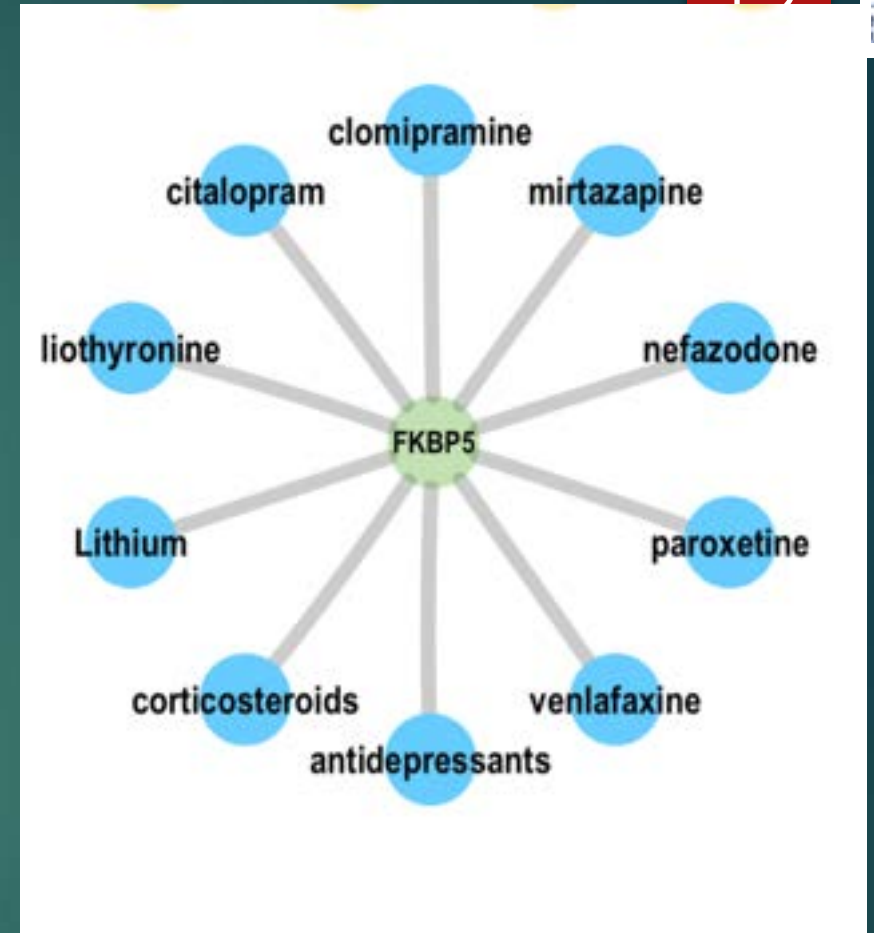 clomipramine
citalopram
mirtazapine
liothyronine
nefazodone
FKBP5
Lithium
paroxetine
corticosteroids
venlafaxine
antidepressants